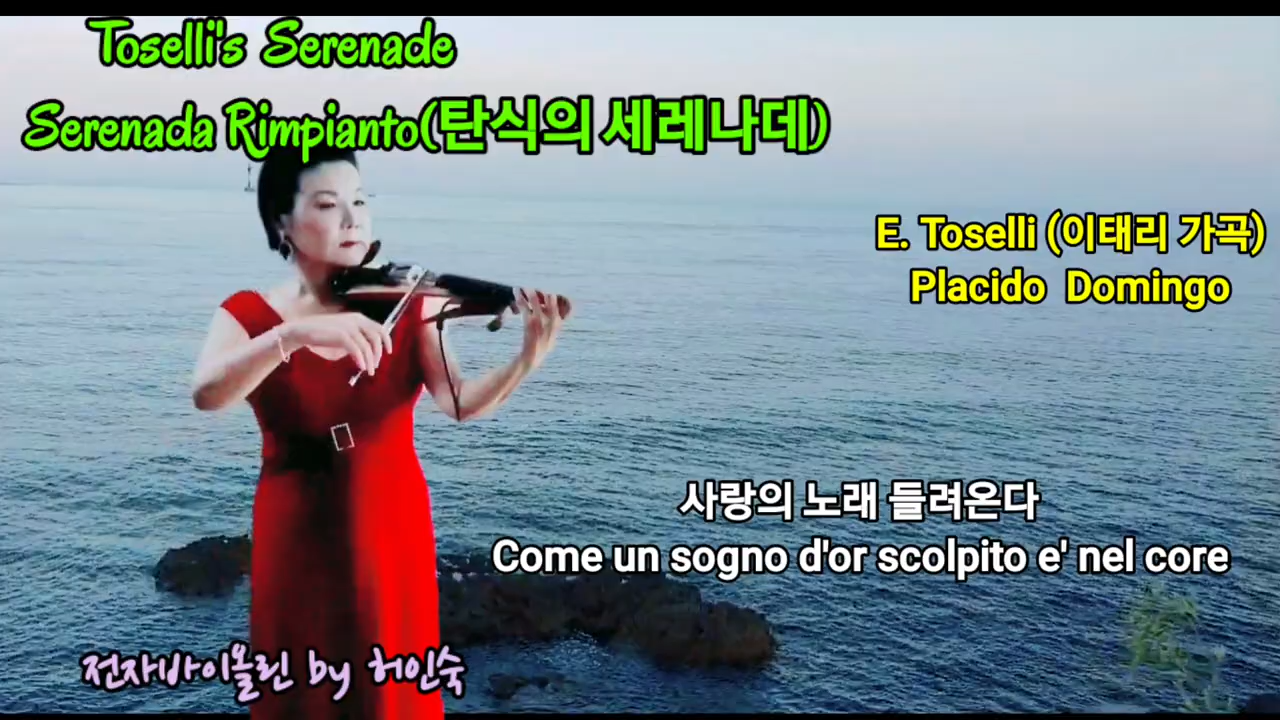 Toselli's Serenade
Serenada Rimpianto(탄식의 세레나데)
E. Toselli (이태리 가곡)
Placido Domingo
사랑의 노래 들려온다
Come un sogno d'or scolpito e' nel core
전자바이올린 by 허인숙